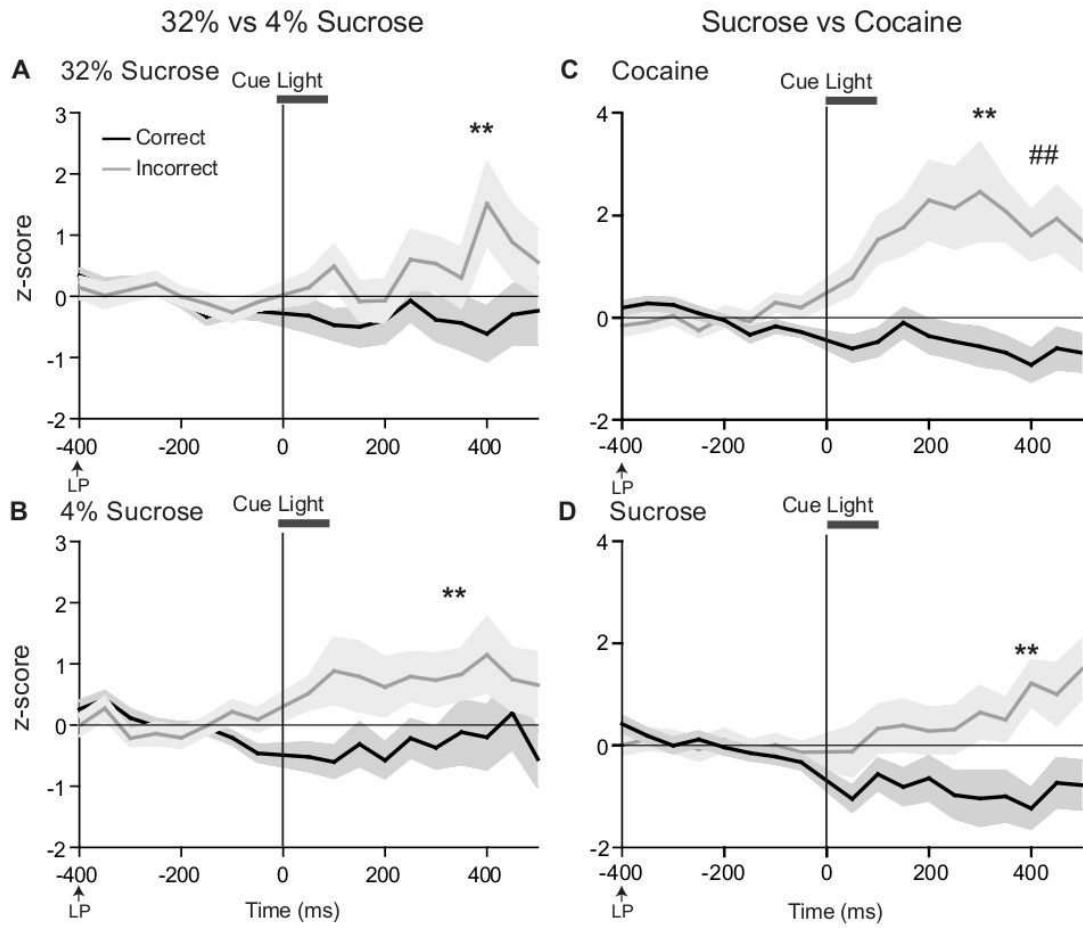 32% vs 4% Sucrose
Sucrose vs Cocaine
A 32% Sucrose
Cue Light
3
2
1
0
-1
-2
z-score
Correct
Incorrect
**
-400 -200 0 200 400
LP
C Cocaine
Cue Light
4
2
0
-2
**
##
-400 -200 0 200 400
LP
B 4% Sucrose
Cue Light
3
2
1
0
-1
-2
z-score
**
-400 -200 0 200 400
LP
Time (ms)
D Sucrose
Cue Light
4
2
0
-2
**
-400 -200 0 200 400
LP
Time (ms)